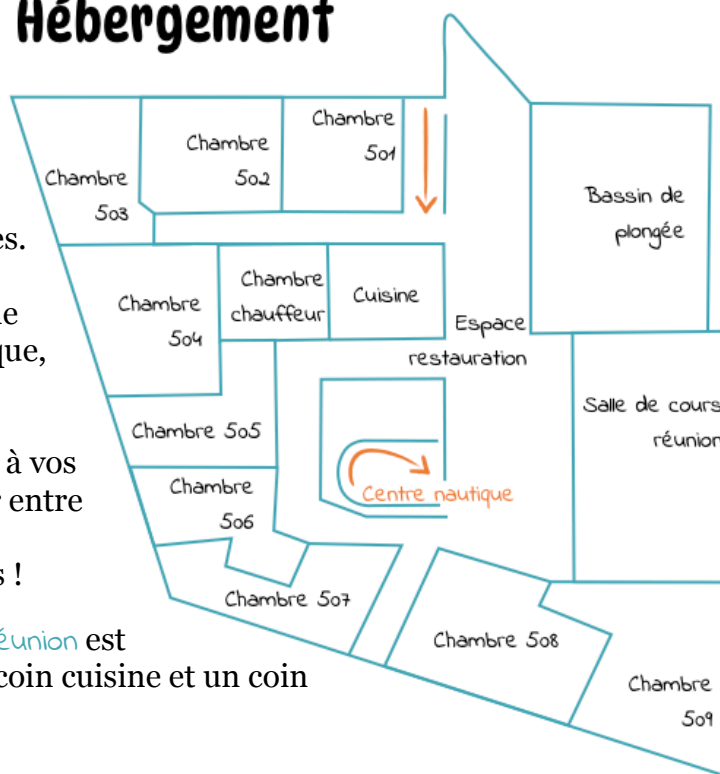 Hébergement
Chambre
501
Chambre
502
Chambre
503
Bassin de
plongée
es.
Chambre
chauffeur
Cuisine
Chambre
504
que,
Espace
restauration
Salle de cours
réunion
Chambre 505
à vos
entre
Chambre
506
Centre nautique
s !
Chambre 507
éunion est
coin cuisine et un coin
Chambre 508
Chambre
509